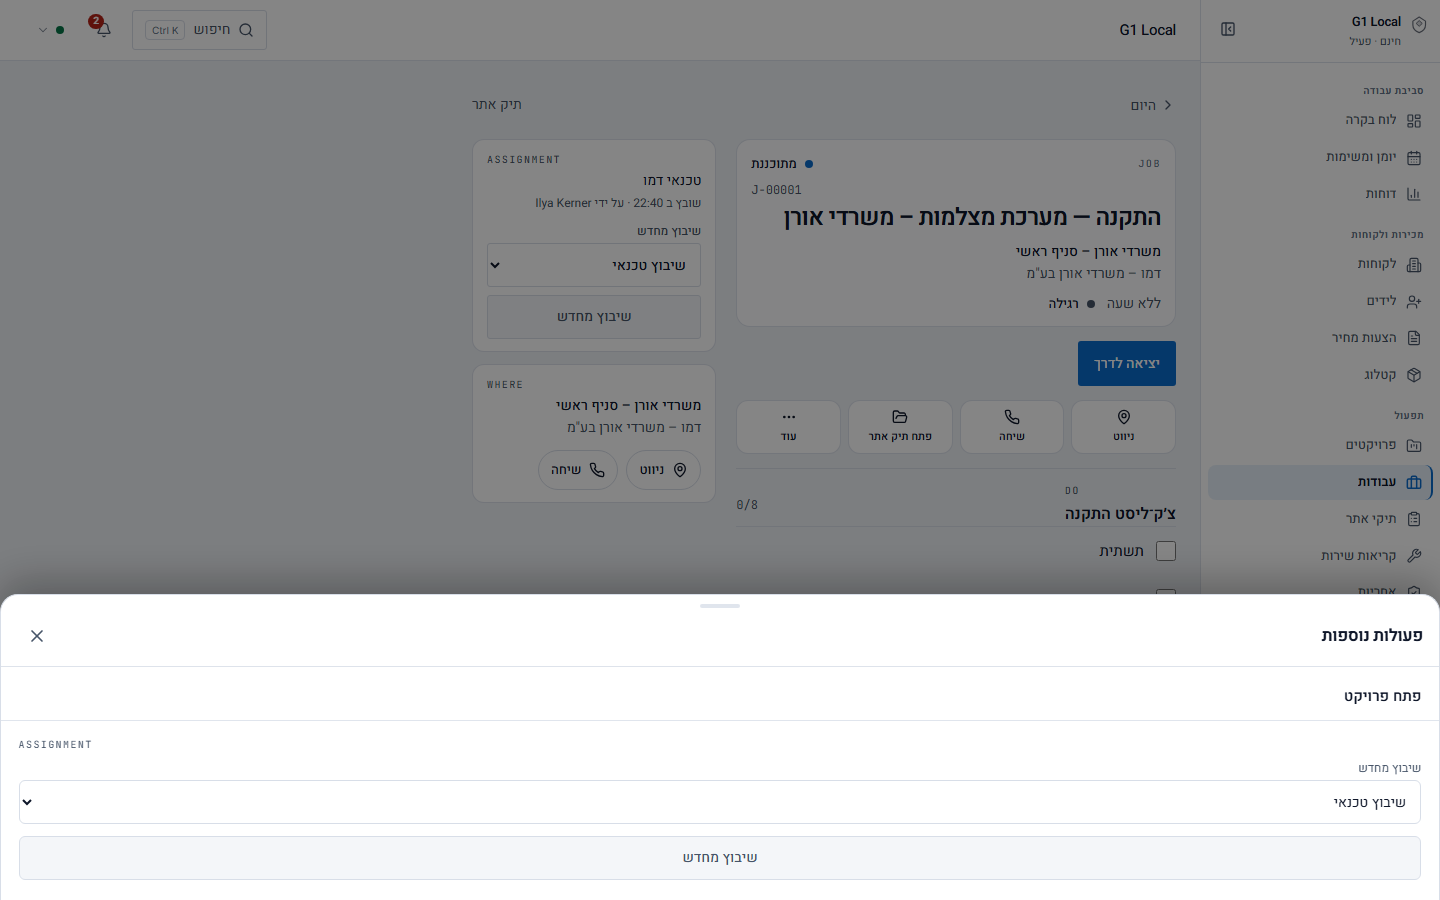 G1 Local
חינם · פעיל
סביבת עבודה
לוח בקרה
יומן ומשימות
דוחות
מכירות ולקוחות
לקוחות
לידים
הצעות מחיר
קטלוג
תפעול
פרויקטים
עבודות
תיקי אתר
קריאות שירות
אחריות
G1 Local
חיפוש
Ctrl K
2
היום
תיק אתר
JOB
מתוכננת
J-00001
התקנה — מערכת מצלמות – משרדי אורן
משרדי אורן – סניף ראשי
דמו – משרדי אורן בע"מ
ללא שעה
רגילה
יציאה לדרך
ניווט
שיחה
פתח תיק אתר
עוד
DO
צ׳ק־ליסט התקנה
0/8
תשתית
ASSIGNMENT
טכנאי דמו
שובץ ב 22:40 · על ידי Ilya Kerner
שיבוץ מחדש
שיבוץ טכנאי
שיבוץ מחדש
WHERE
משרדי אורן – סניף ראשי
דמו – משרדי אורן בע"מ
ניווט
שיחה
פעולות נוספות
פתח פרויקט
ASSIGNMENT
שיבוץ מחדש
שיבוץ טכנאי
שיבוץ מחדש